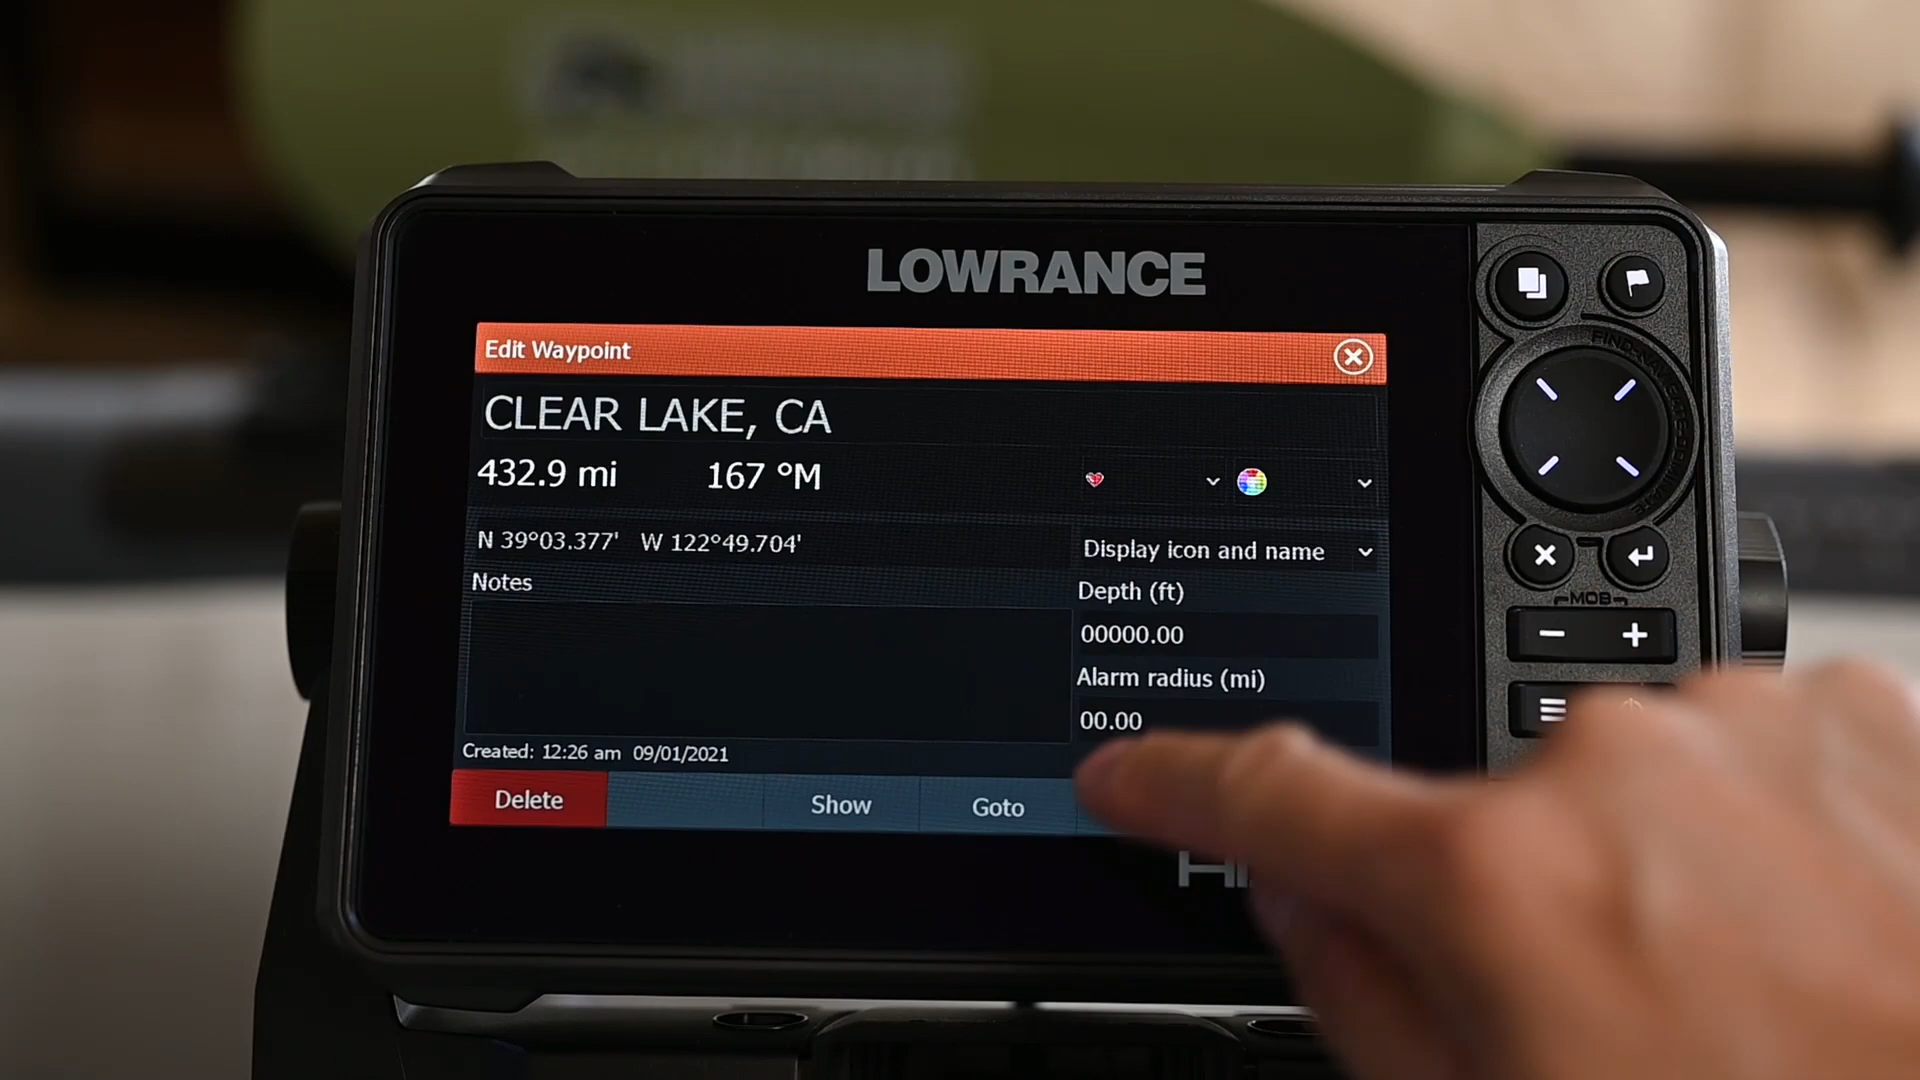 LOWRANCE
Edit Waypoint
CLEAR LAKE, CA
432.9 mi 167 °M
N 39°03.377' W 122°49.704'
Display icon and name
Notes
Depth (ft)
00000.00
Alarm radius (mi)
00.00
Created: 12:26 am 09/01/2021
Delete Show Goto
MOB